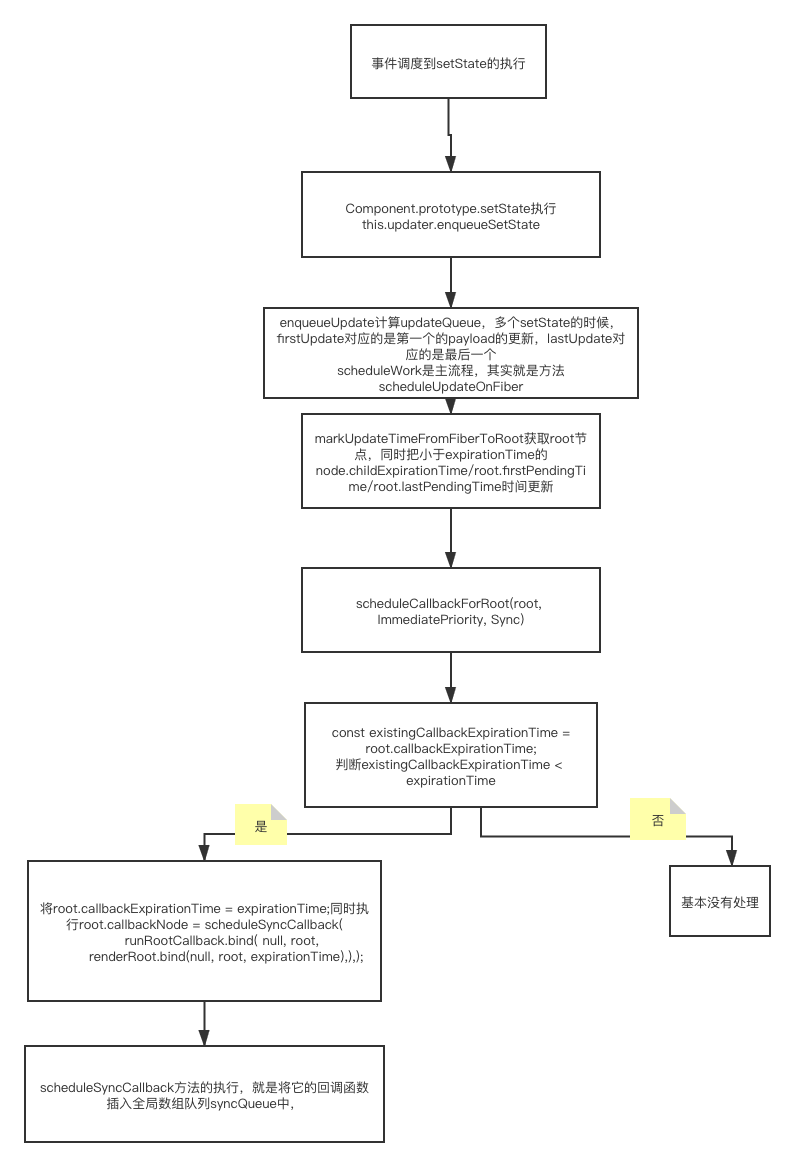 事件调度到setState的执行
Component.prototype.setState执行
this.updater.enqueueSetState
enqueueUpdate计算updateQueue，多个setState的时候，
firstUpdate对应的是第一个的payload的更新，lastUpdate对
应的是最后一个
scheduleWork是主流程，其实就是方法
scheduleUpdateOnFiber
markUpdateTimeFromFiberToRoot获取root节
点，同时把小于expirationTime的
node.childExpirationTime/root.firstPendingTi
me/root.lastPendingTime时间更新
scheduleCallbackForRoot(root,
ImmediatePriority, Sync)
const existingCallbackExpirationTime =
root.callbackExpirationTime;
判断existingCallbackExpirationTime <
expirationTime
是
否
将root.callbackExpirationTime = expirationTime;同时执
行root.callbackNode = scheduleSyncCallback(
runRootCallback.bind( null, root,
renderRoot.bind(null, root, expirationTime),),);
基本没有处理
scheduleSyncCallback方法的执行，就是将它的回调函数
插入全局数组队列syncQueue中，